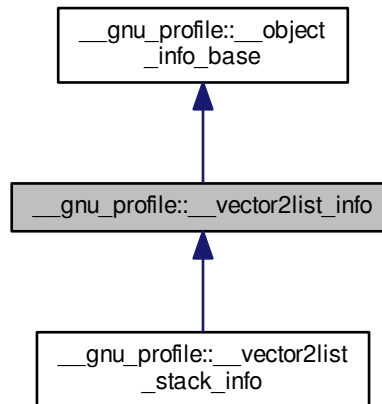 __gnu_profile::__object
_info_base
__gnu_profile::__vector2list_info
__gnu_profile::__vector2list
_stack_info